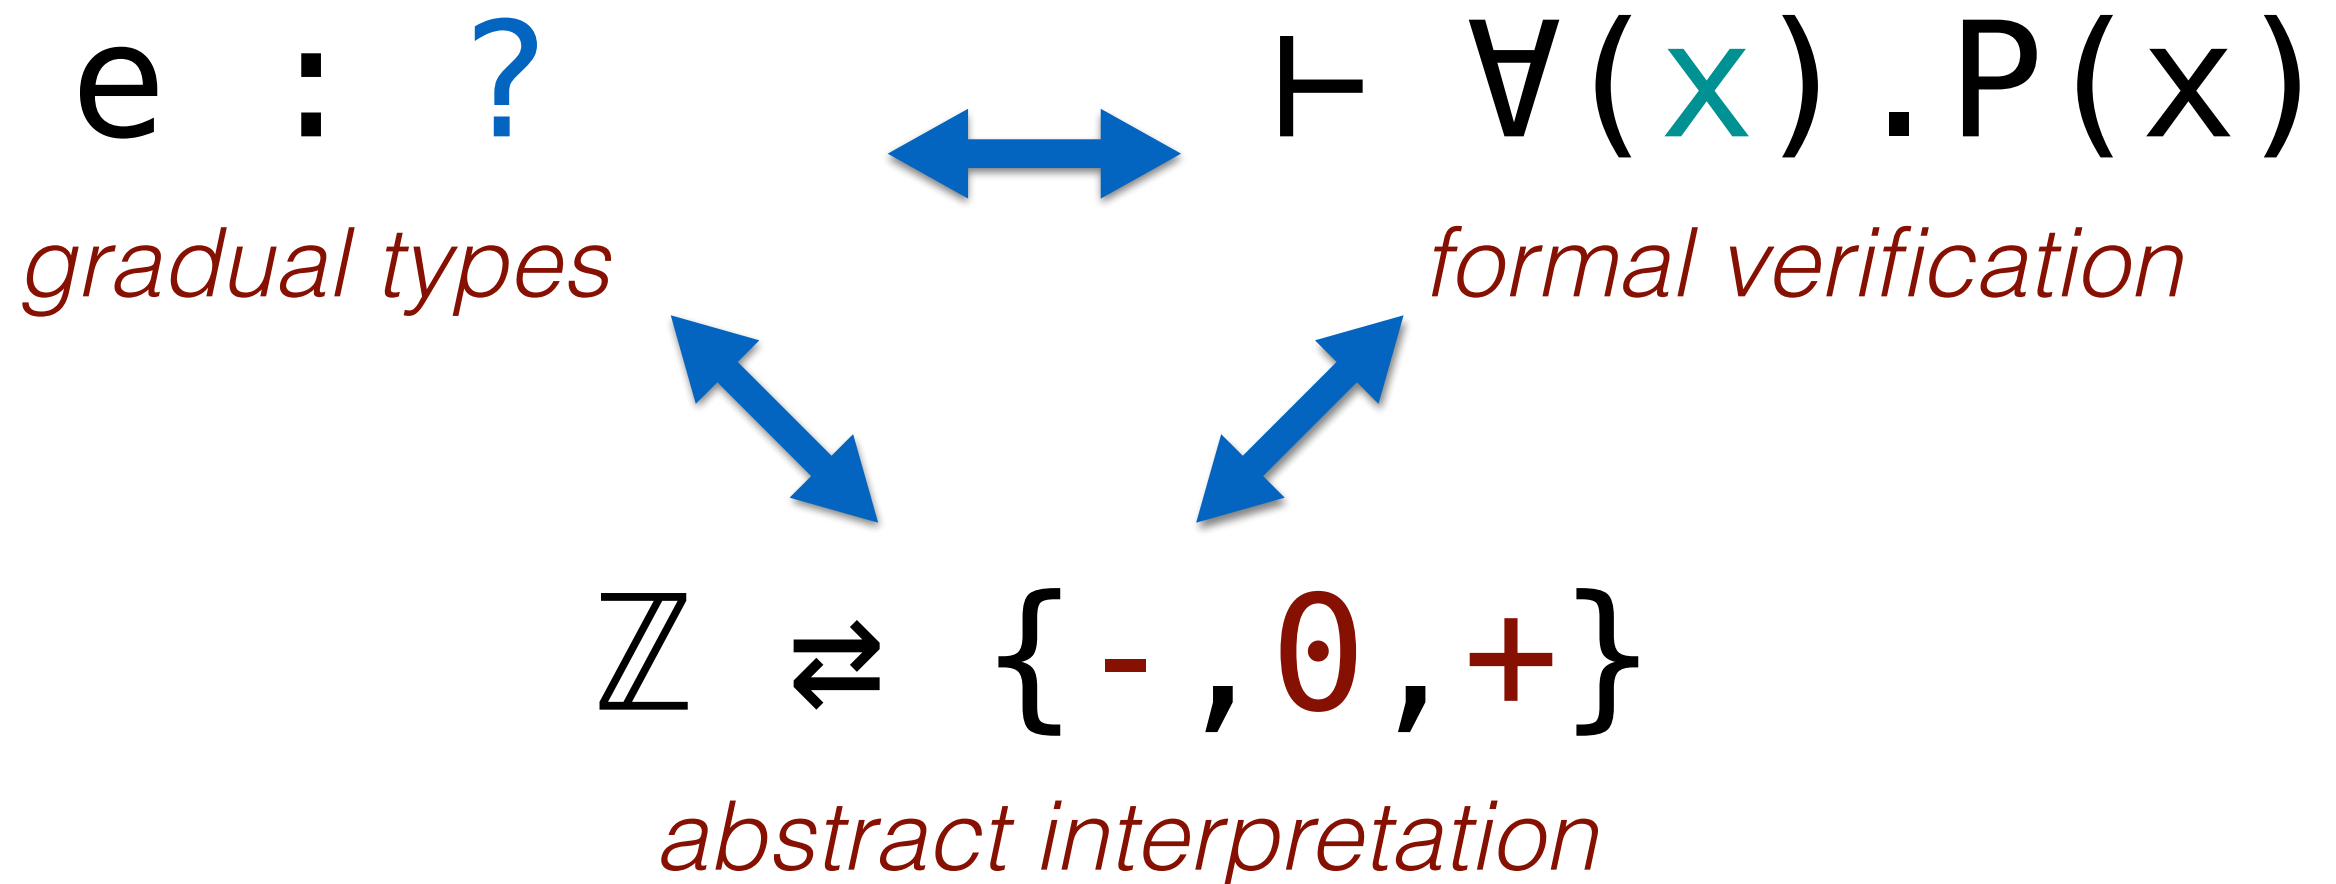 e : ?
⊢ ∀(x).P(x)
gradual types
formal verification
ℤ ⇄ {-,0,+}
abstract interpretation